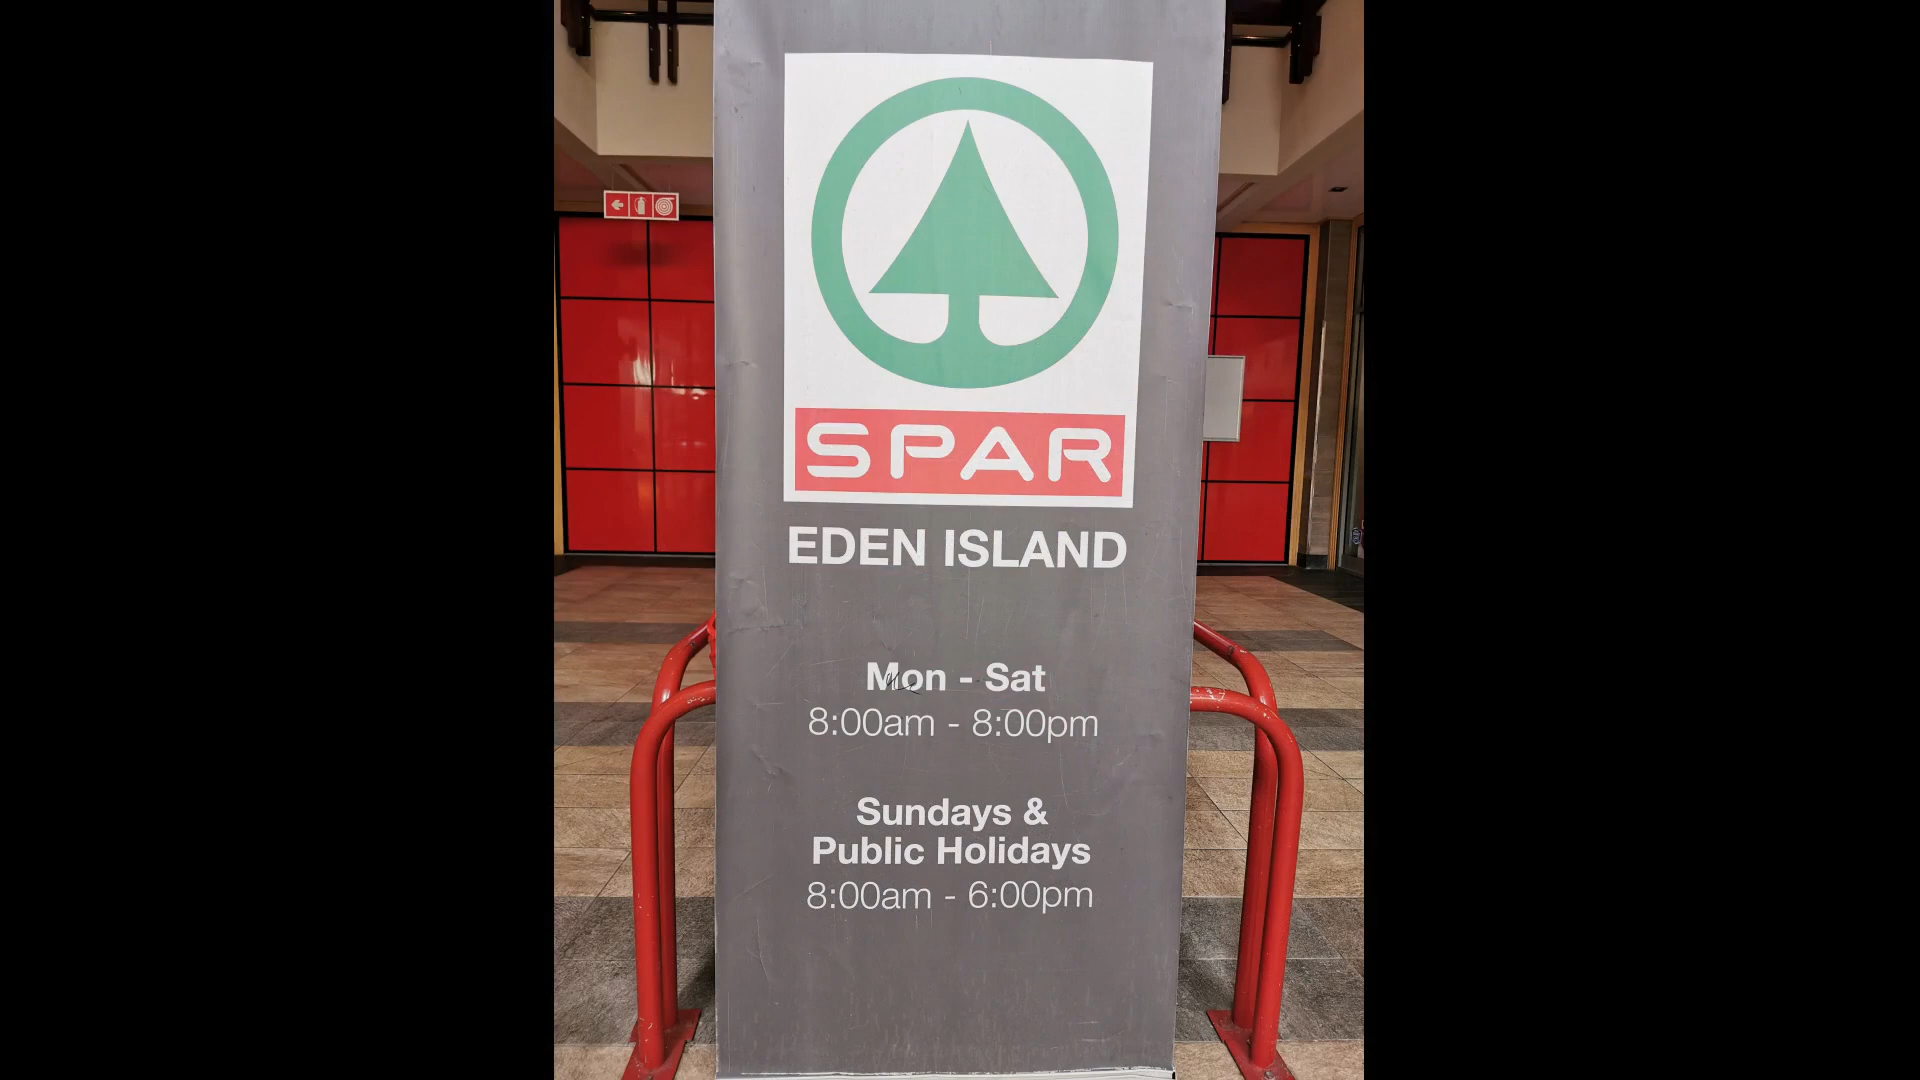 SPAR
EDEN ISLAND
Mon - Sat
8:00am - 8:00pm
Sundays &
Public Holidays
8:00am - 6:00pm